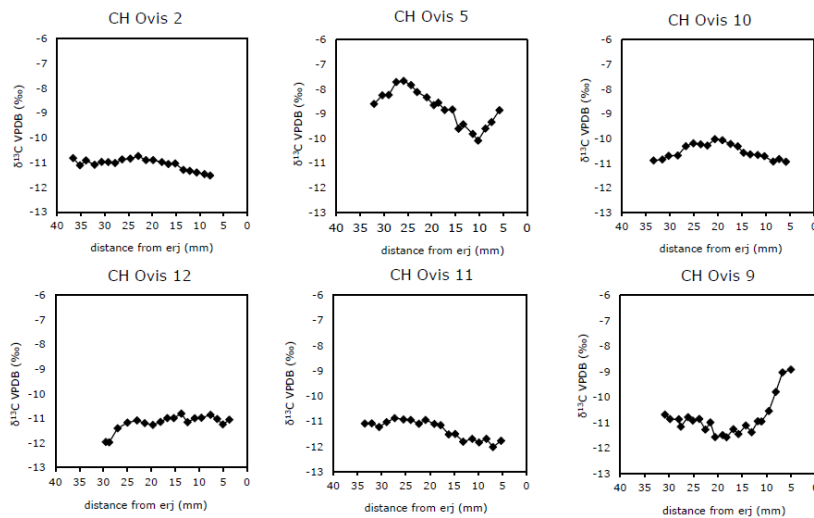 CH Ovis 2
CH Ovis 5
CH Ovis 10
-6
-7
-8
-9
-10
-11
-12
-13
δ¹³C VPDB (‰)
40 35 30 25 20 15 10 5 0
distance from erj (mm)
-6
-7
-8
-9
-10
-11
-12
-13
δ¹³C VPDB (‰)
40 35 30 25 20 15 10 5 0
distance from erj (mm)
-6
-7
-8
-9
-10
-11
-12
-13
δ¹³C VPDB (‰)
40 35 30 25 20 15 10 5 0
distance from erj (mm)
CH Ovis 12
CH Ovis 11
CH Ovis 9
-6
-7
-8
-9
-10
-11
-12
-13
δ¹³C VPDB (‰)
40 35 30 25 20 15 10 5 0
distance from erj (mm)
-6
-7
-8
-9
-10
-11
-12
-13
δ¹³C VPDB (‰)
40 35 30 25 20 15 10 5 0
distance from erj (mm)
-6
-7
-8
-9
-10
-11
-12
-13
δ¹³C VPDB (‰)
40 35 30 25 20 15 10 5 0
distance from erj (mm)